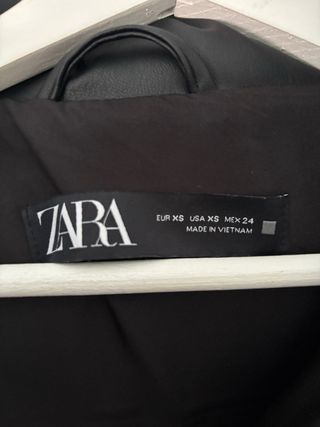 ZARA
EUR XS USA XS MEX 24
MADE IN VIETNAM